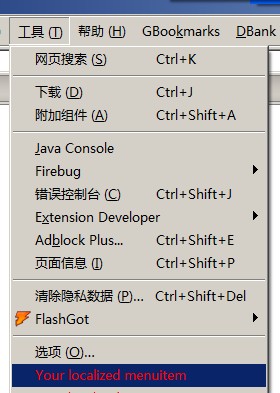 工具 (T) 帮助 (H) GBookmarks DBank
网页搜索 (S) Ctrl+K
下载 (D) Ctrl+J
附加组件 (A) Ctrl+Shift+A
Java Console
Firebug
错误控制台 (C) Ctrl+Shift+J
Extension Developer
Adblock Plus... Ctrl+Shift+E
页面信息 (I) Ctrl+Shift+P
清除隐私数据 (P)... Ctrl+Shift+Del
FlashGot
选项 (O)...
Your localized menuitem